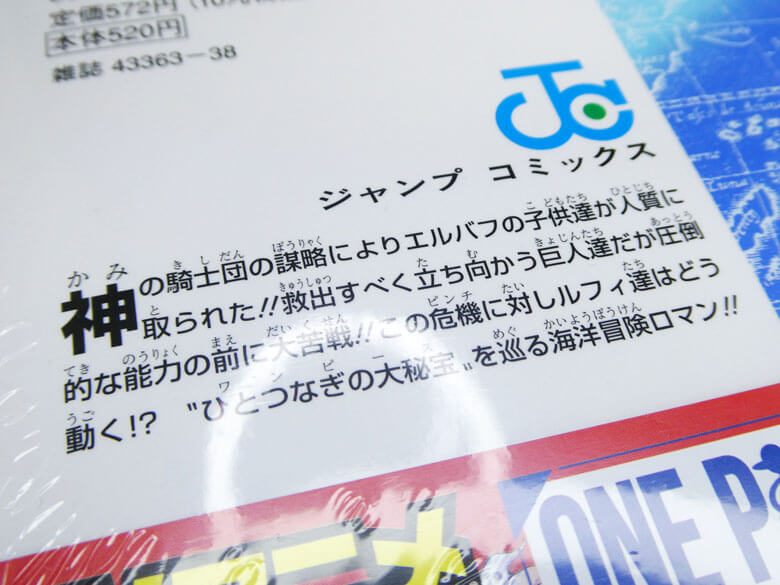 定価572円
本体520円
雑誌 43363-38
JC
ジャンプ コミックス
神の騎士団の謀略によりエルバフの子供達が人質に
取られた!!救出すべく立ち向かう巨人達だが圧倒
的な能力の前に大苦戦!!この危機に対しルフィ達はどう
動く!? “ひとつなぎの大秘宝”を巡る海洋冒険ロマン!!
アニメ
ONE P